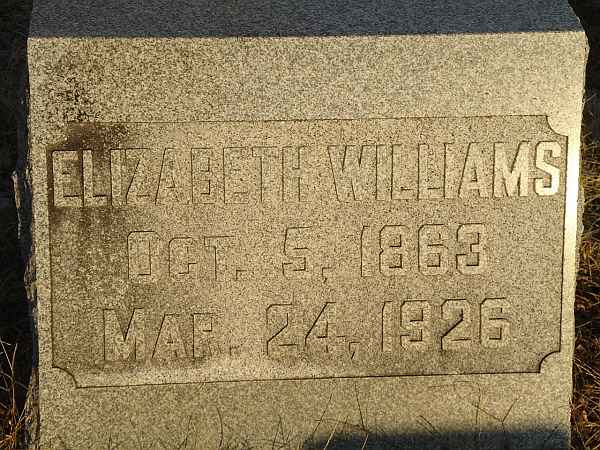 ELIZABETH WILLIAMS
OCT. 5, 1863
MAR. 24, 1926